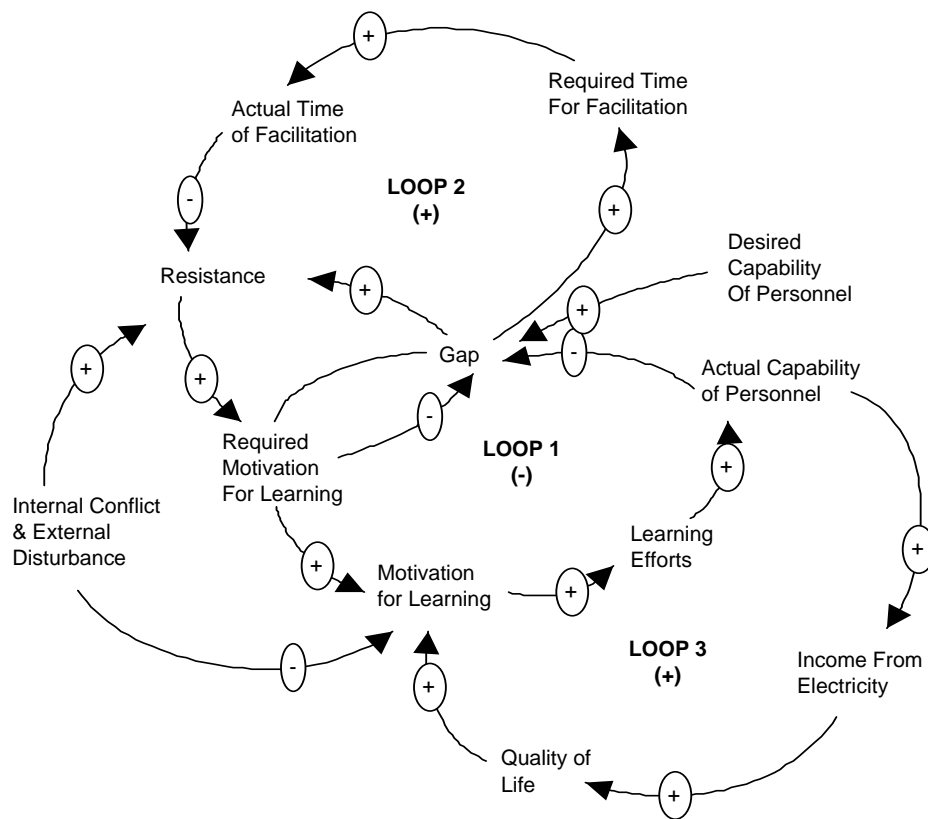 +
Required Time
For Facilitation
Actual Time
of Facilitation
LOOP 2
(+)
-
+
Desired
Capability
Of Personnel
Resistance
+
+
-
Gap
Actual Capability
of Personnel
+
+
-
Required
Motivation
For Learning
LOOP 1
(-)
+
Internal Conflict
& External
Disturbance
Learning
Efforts
+
+
Motivation
for Learning
+
LOOP 3
(+)
-
+
Income From
Electricity
Quality of
Life
+